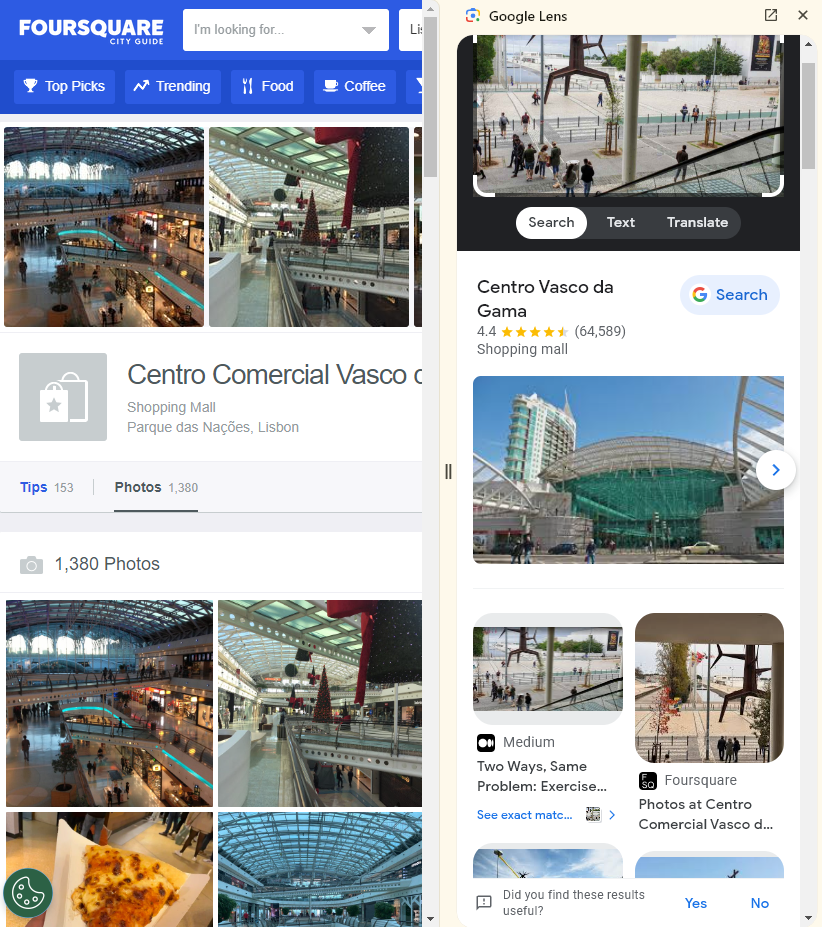 FOURSQUARE
CITY GUIDE
I'm looking for...
Lis
Top Picks
Trending
Food
Coffee
Centro Comercial Vasco d
Shopping Mall
Parque das Nações, Lisbon
Tips 153
Photos 1,380
1,380 Photos
Google Lens
Search
Text
Translate
Centro Vasco da
Gama
Search
4.4 (64,589)
Shopping mall
Medium
Two Ways, Same
Problem: Exercise...
See exact matc...
FSQ
Foursquare
Photos at Centro
Comercial Vasco d...
Did you find these results
useful?
Yes
No